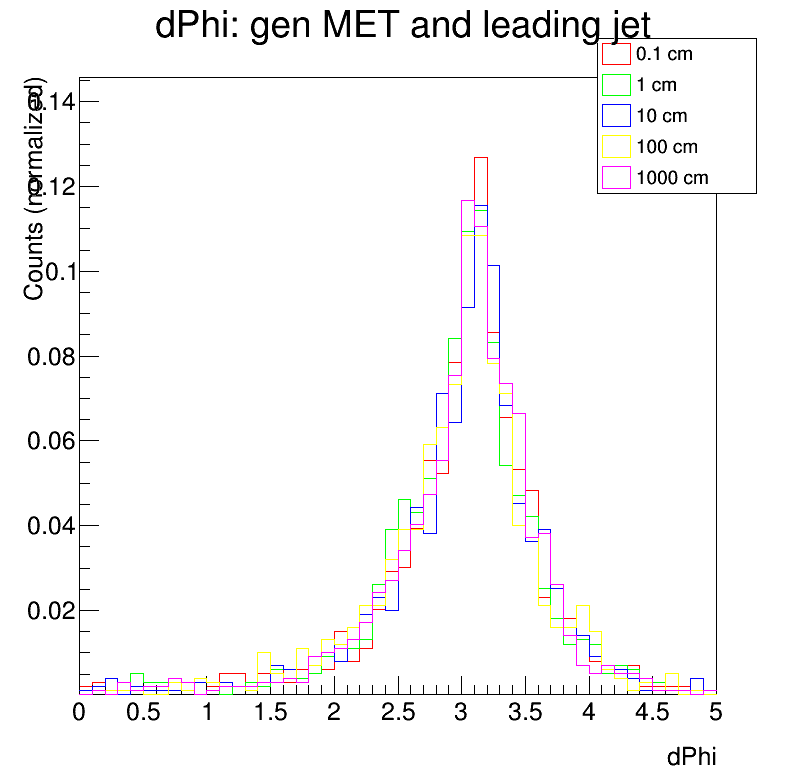 dPhi: gen MET and leading jet
0.1 cm
1 cm
10 cm
100 cm
1000 cm
Counts (normalized)
0.14
0.12
0.1
0.08
0.06
0.04
0.02
0 0.5 1 1.5 2 2.5 3 3.5 4 4.5 5
dPhi